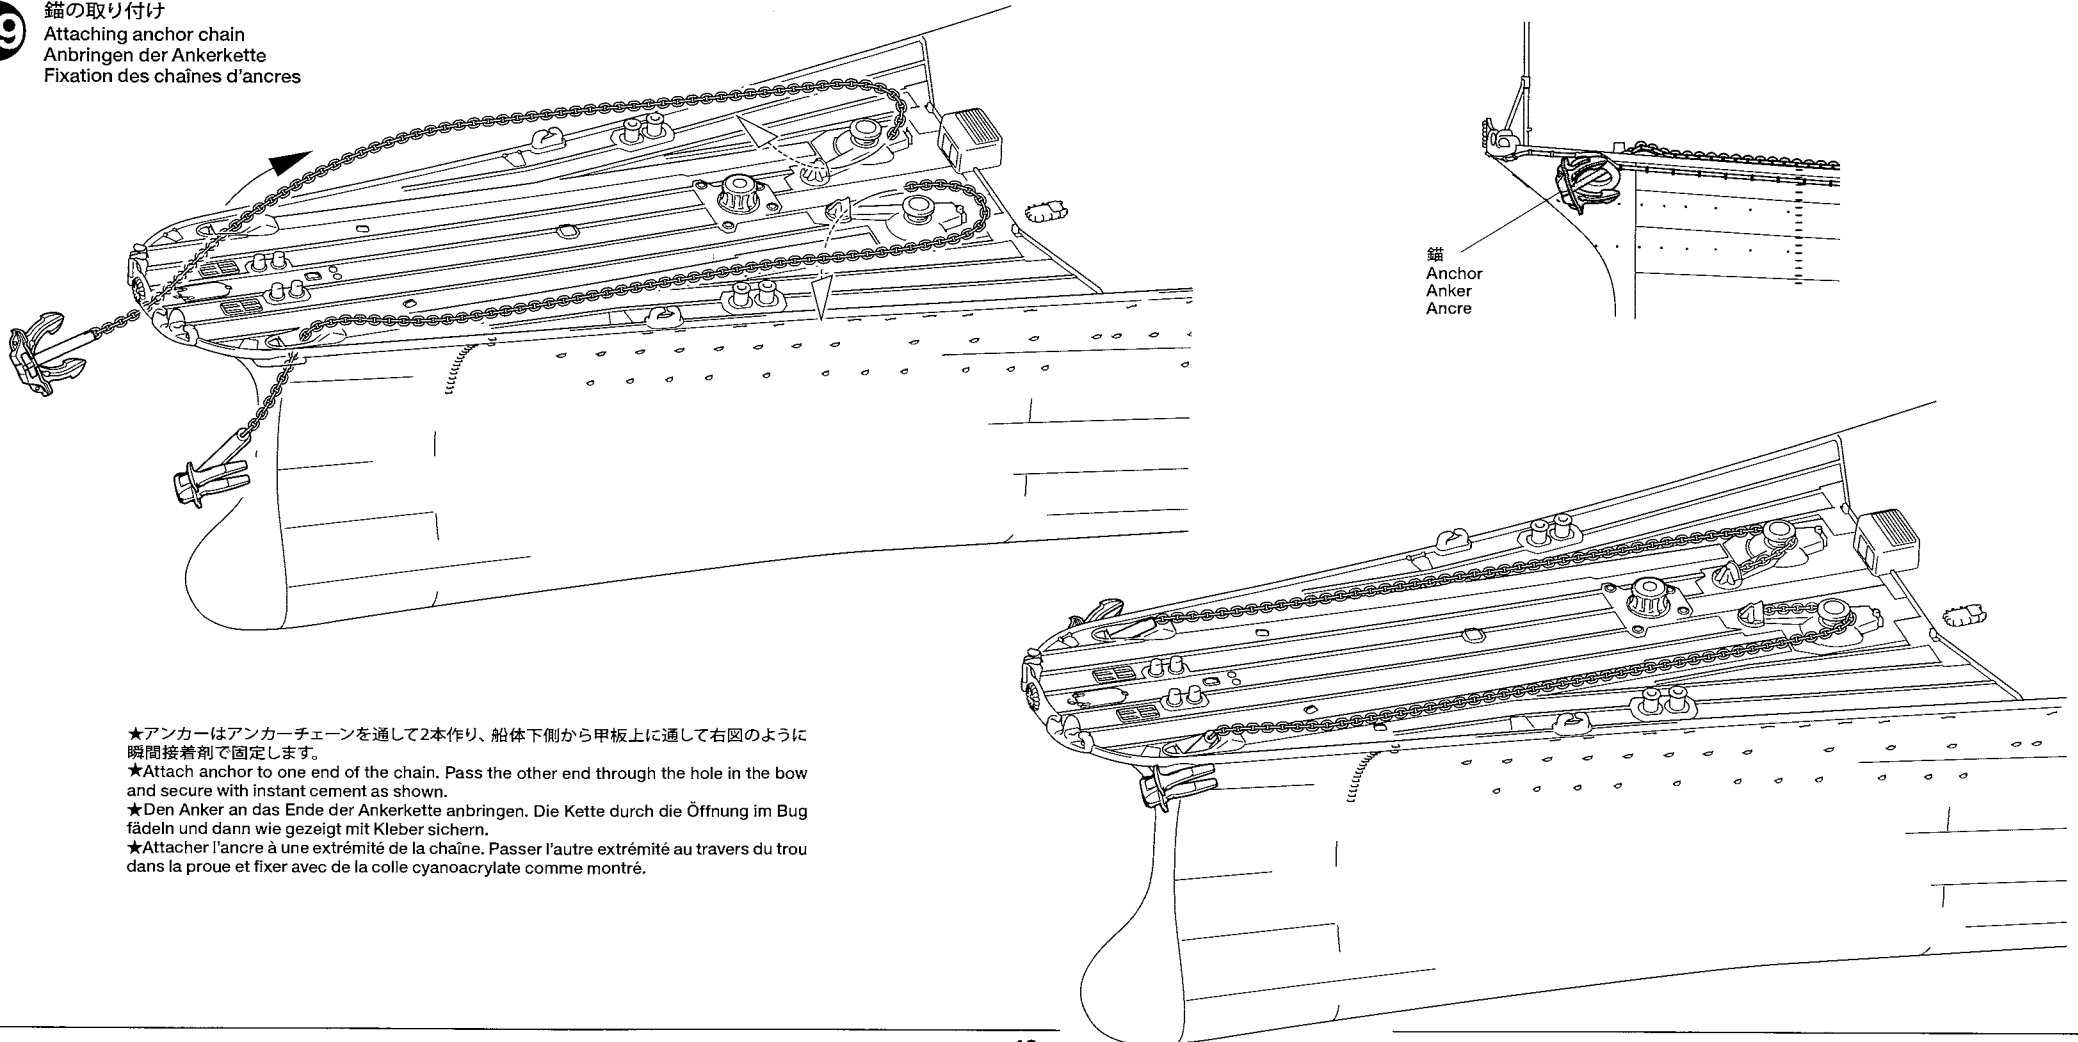 錨の取り付け
Attaching anchor chain
Anbringen der Ankerkette
Fixation des chaînes d'ancres
錨
Anchor
Anker
Ancre
★アンカーはアンカーチェーンを通して2本作り、船体下側から甲板上に通して右図のように
瞬間接着剤で固定します。
★Attach anchor to one end of the chain. Pass the other end through the hole in the bow
and secure with instant cement as shown.
★Den Anker an das Ende der Ankerkette anbringen. Die Kette durch die Öffnung im Bug
fädeln und dann wie gezeigt mit Kleber sichern.
★Attacher l'ancre à une extrémité de la chaîne. Passer l'autre extrémité au travers du trou
dans la proue et fixer avec de la colle cyanoacrylate comme montré.